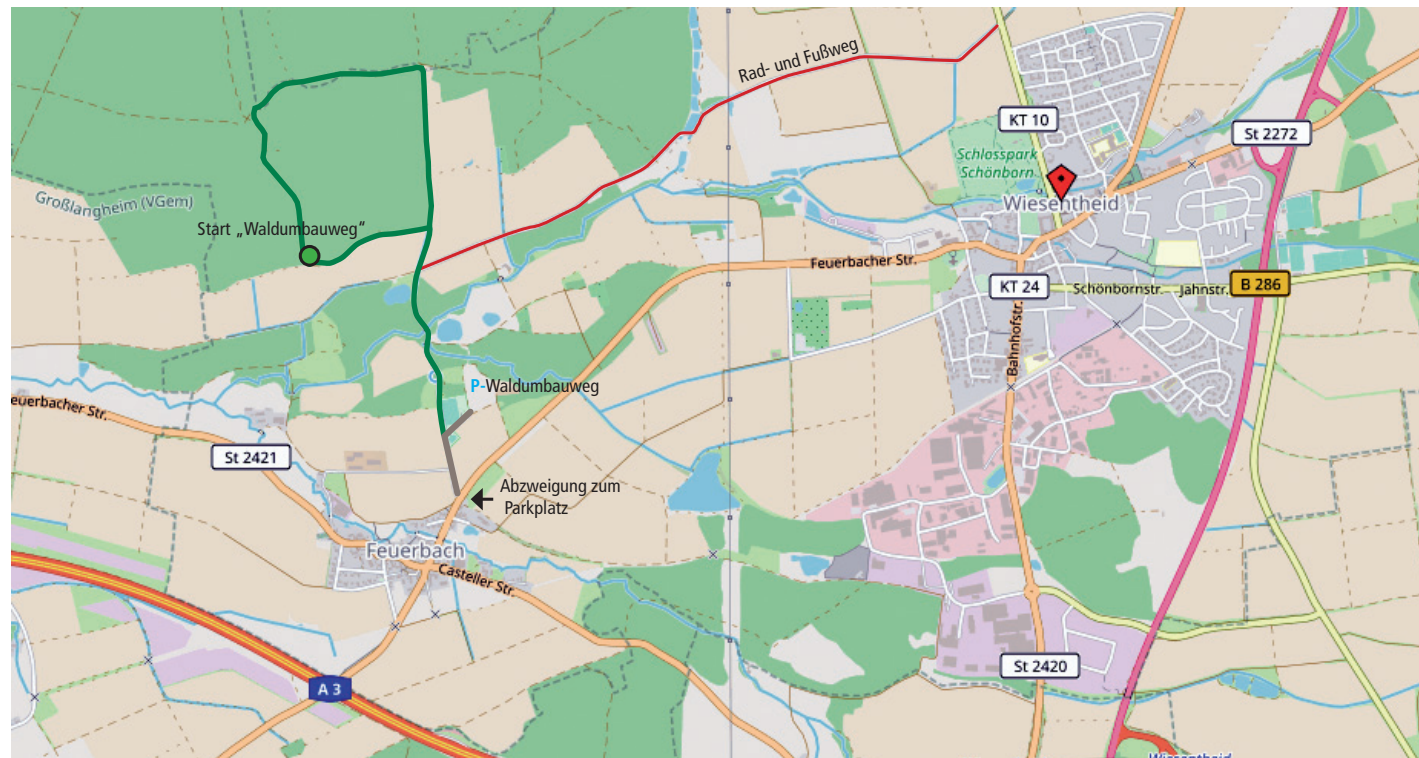 Rad- und Fußweg
KT 10
St 2272
Schlosspark
Schönborn
Großlangheim (VGem)
Wiesentheid
Start „Waldumbauweg“
Feuerbacher Str.
KT 24
Schönbornstr.
Jahnstr.
B 286
Bahnhofstr.
P-Waldumbauweg
euerbacher Str.
St 2421
Abzweigung zum
Parkplatz
Feuerbach
Casteller Str.
A 3
St 2420
Wiesentheid